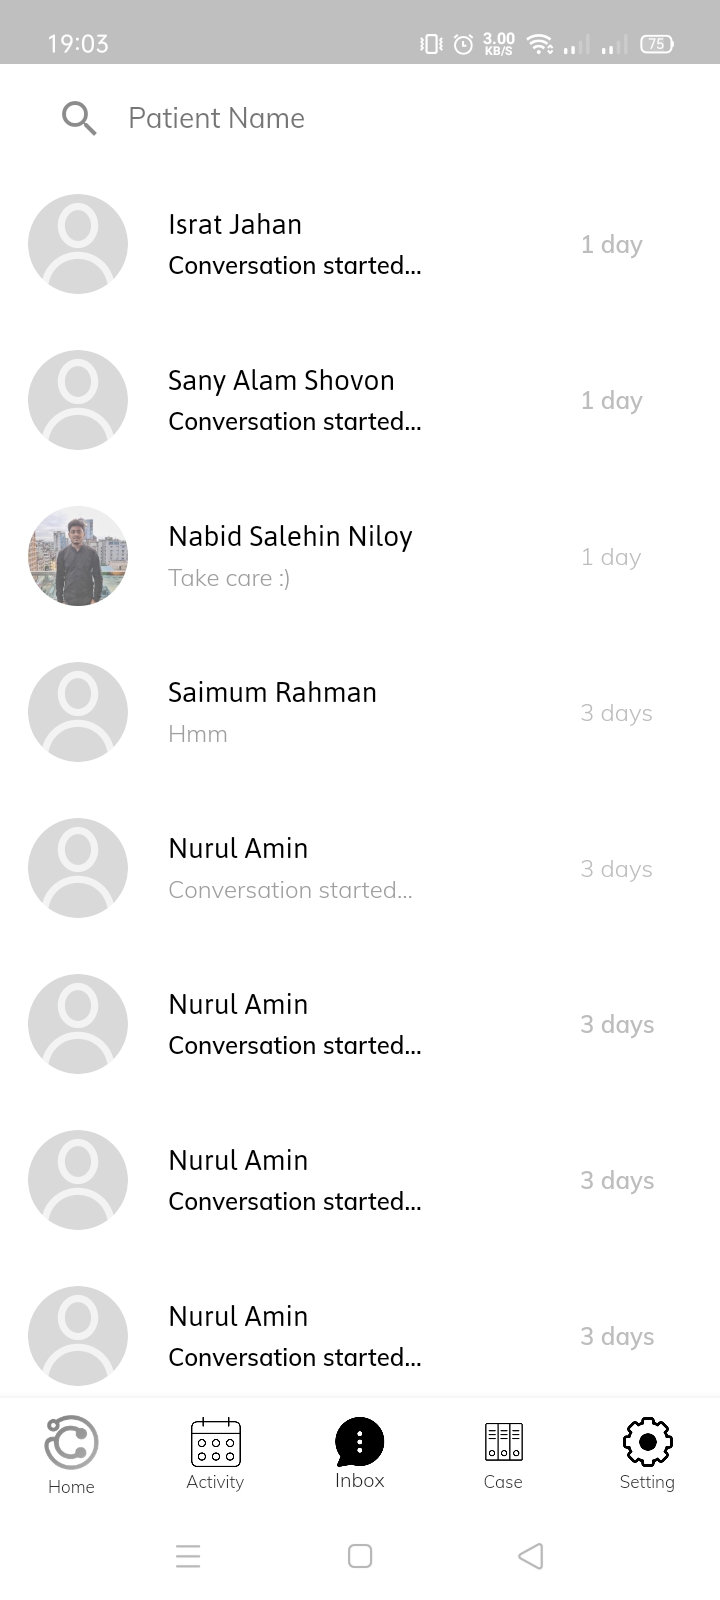 19:03
3.00
KB/S
75
Patient Name
Israt Jahan
Conversation started...
1 day
Sany Alam Shovon
Conversation started...
1 day
Nabid Salehin Niloy
Take care :)
1 day
Saimum Rahman
Hmm
3 days
Nurul Amin
Conversation started...
3 days
Nurul Amin
Conversation started...
3 days
Nurul Amin
Conversation started...
3 days
Nurul Amin
Conversation started...
3 days
Home
Activity
Inbox
Case
Setting